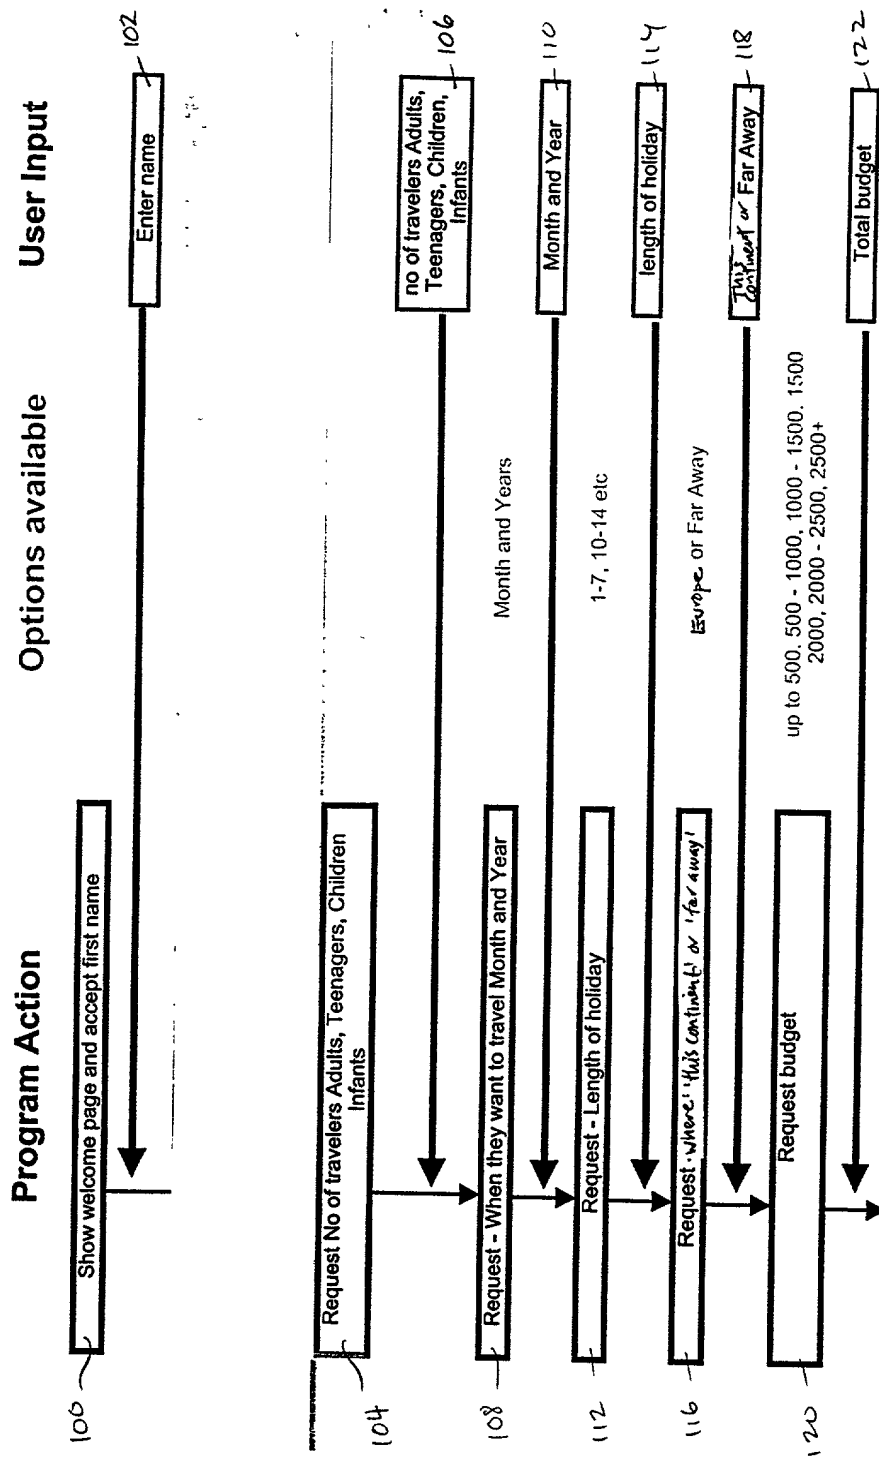 Program Action
Options available
User Input
100
Show welcome page and accept first name
Enter name
102
104
Request No of travelers Adults, Teenagers, Children
Infants
no of travelers Adults,
Teenagers, Children,
Infants
106
108
Request - When they want to travel Month and Year
Month and Years
Month and Year
110
112
Request - Length of holiday
1-7, 10-14 etc
length of holiday
114
116
Request - where: 'this continent' or 'far away'
Europe or Far Away
This
continent or Far Away
118
120
Request budget
up to 500. 500 - 1000, 1000 - 1500. 1500
2000, 2000 - 2500, 2500+
Total budget
122